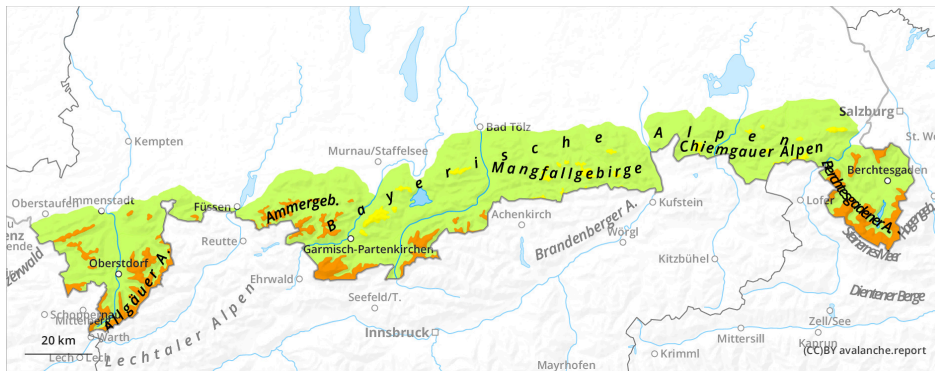 Salzburg
St. Wo
Kempten
Bad Tölz
Murnau/Staffelsee
Bayerische Alpen
Chiemgauer Alpen
Mangfallgebirge
Berchtesgaden
Berchtesgadener A.
Oberstaufen
Immenstadt
Füssen
Ammergeb.
Achenkirch
Kufstein
Lofer
Hagengeb.
Reutte
Garmisch-Partenkirchen
Brandenberger A.
Wörgl
Steinernes Meer
Oberstdorf
Ehrwald
Kitzbühel
Allgäuer A.
Seefeld/T.
Dientener Berge
Mittelberg
Warth
Lechtaler Alpen
Innsbruck
Mittersill
Zell/See
Kaprun
20 km
Lech
Lech
Krimml
Mayrhofen
(CC)BY avalanche.report